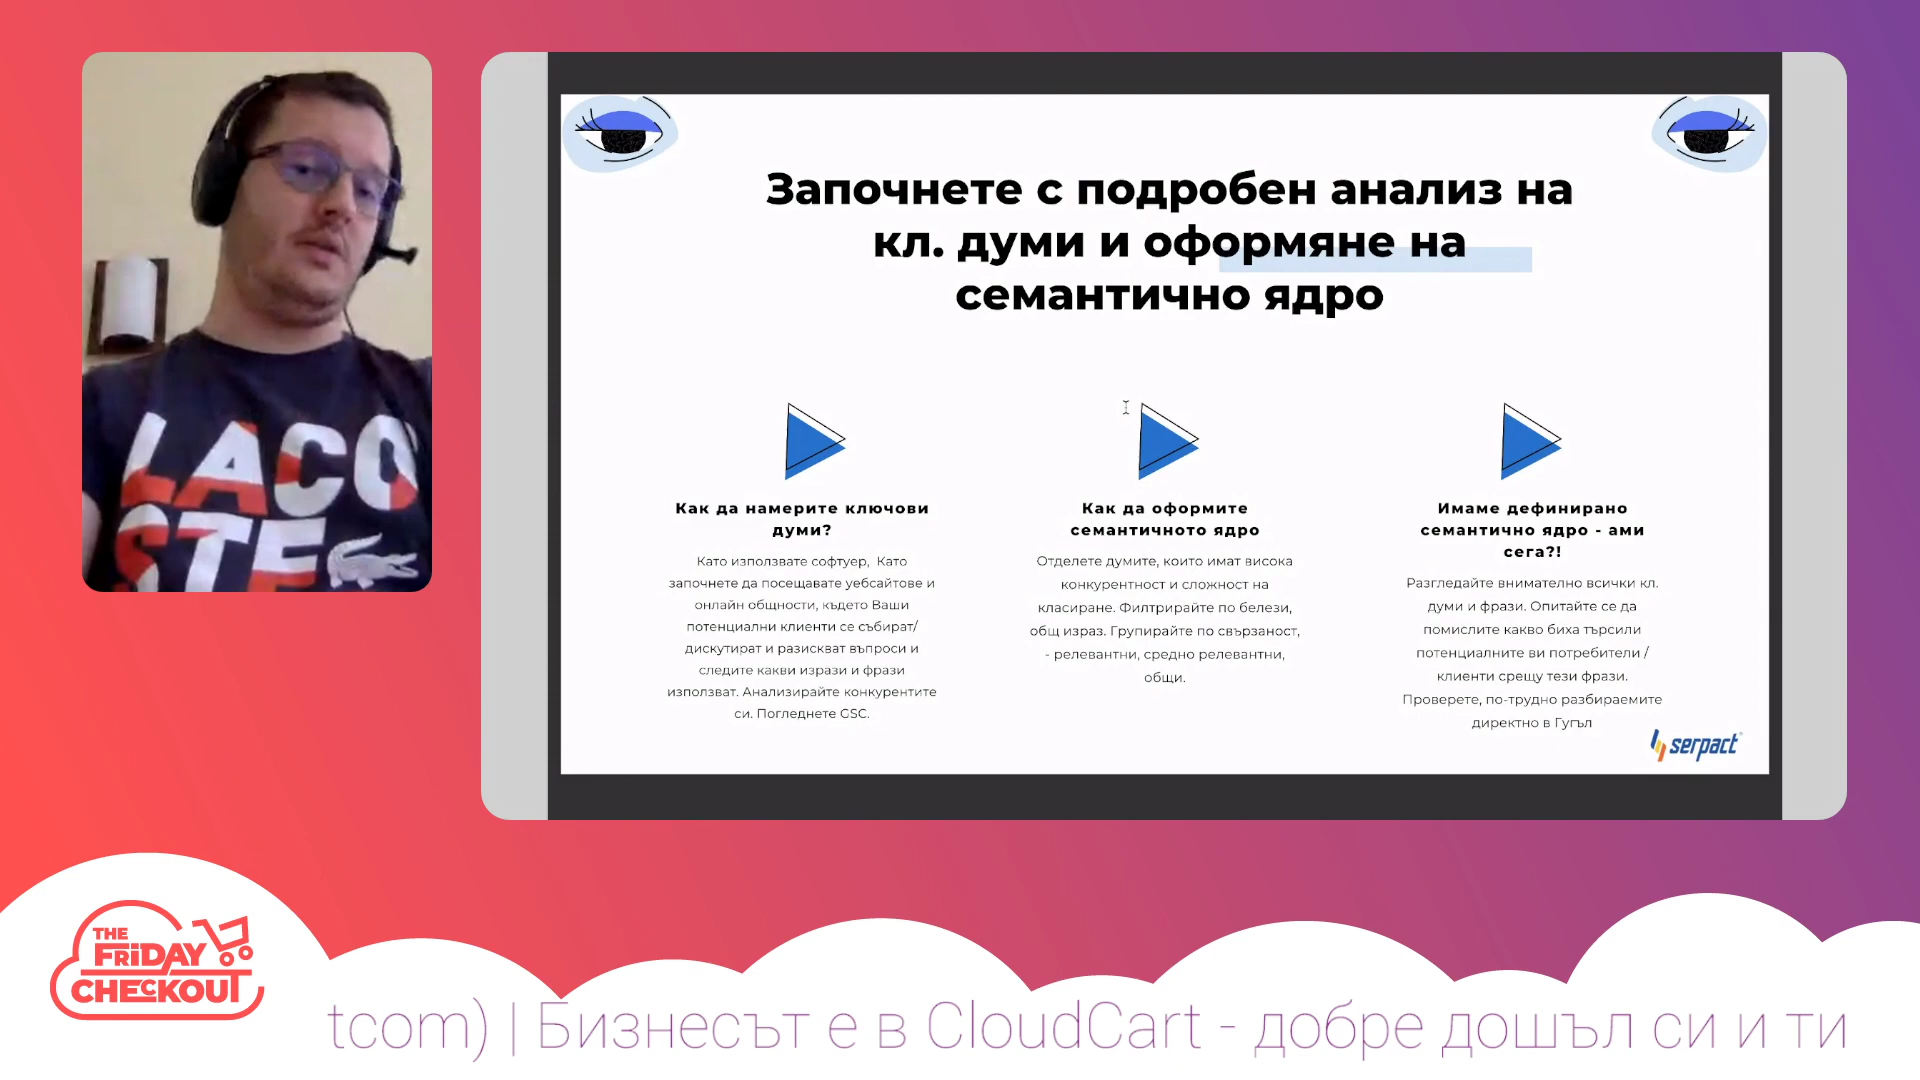 LACO
STE
Започнете с подробен анализ на
кл. думи и оформяне на
семантично ядро
Как да намерите ключови
думи?
Като използвате софтуер,  Като
започнете да посещавате уебсайтове и
онлайн общности, където Ваши
потенциални клиенти се събират/
дискутират и разискват въпроси и
следите какви изрази и фрази
използват. Анализирайте конкурентите
си. Погледнете GSC.
Как да оформите
семантичното ядро
Отделете думите, които имат висока
конкурентност и сложност на
класиране. Филтрирайте по белези,
общ израз. Групирайте по свързаност,
- релевантни, средно релевантни,
общи.
Имаме дефинирано
семантично ядро - ами
сега?!
Разгледайте внимателно всички кл.
думи и фрази. Опитайте се да
помислите какво биха търсили
потенциалните ви потребители /
клиенти срещу тези фрази.
Проверете, по-трудно разбираемите
директно в Гугъл
serpact
THE
FRIDAY
CHECKOUT
tcom) | Бизнесът е в CloudCart - добре дошъл си и ти